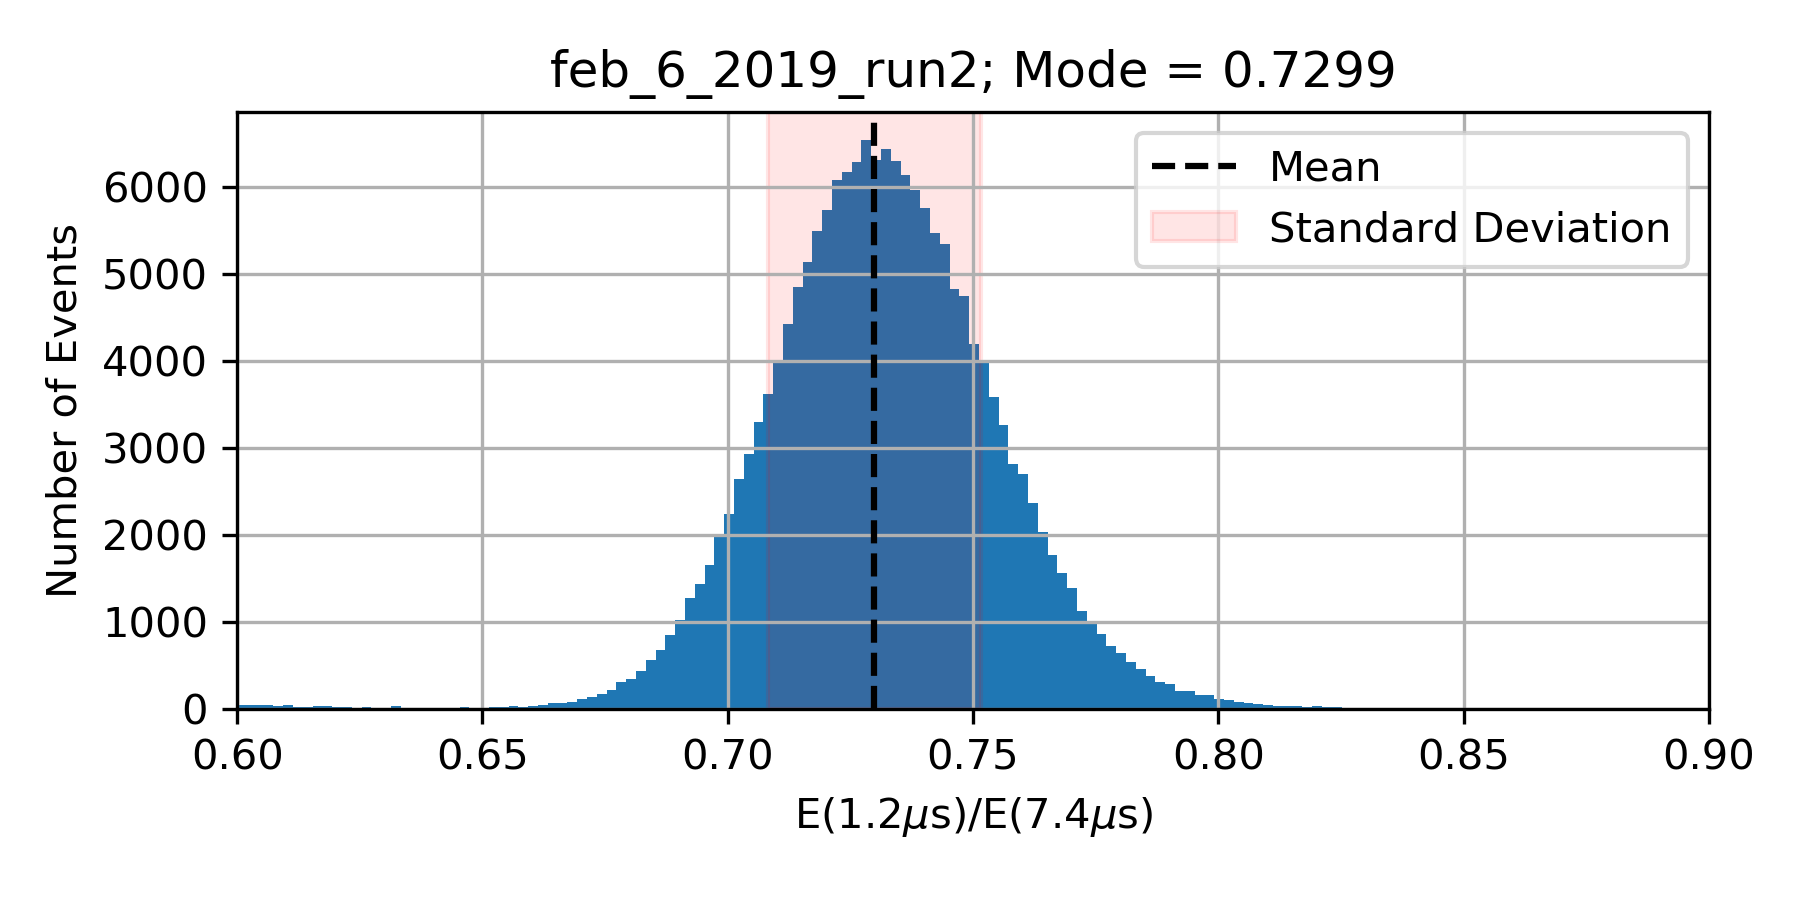 feb_6_2019_run2; Mode = 0.7299
Mean
Standard Deviation
Number of Events
6000
5000
4000
3000
2000
1000
0
0.60 0.65 0.70 0.75 0.80 0.85 0.90
E(1.2μs)/E(7.4μs)